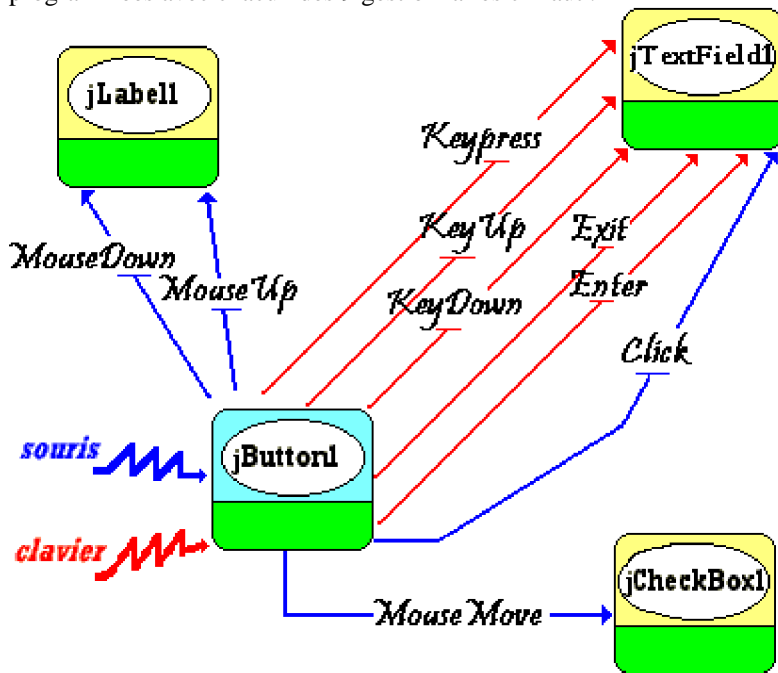 jTextField1
jLabel1
Keypress
KeyUp
Exit
MouseDown
MouseUp
KeyDown
Enter
Click
souris
jButton1
clavier
jCheckBox1
MouseMove